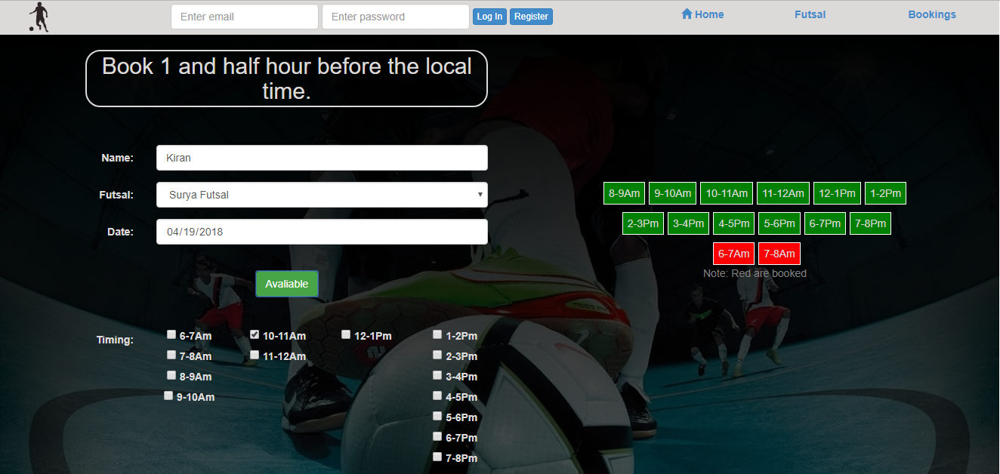 Enter email Enter password Log In Register Home Futsal Bookings
Book 1 and half hour before the local
time.
Name: Kiran
Futsal: Surya Futsal
Date: 04/19/2018
Avaliable
8-9Am 9-10Am 10-11Am 11-12Am 12-1Pm 1-2Pm
2-3Pm 3-4Pm 4-5Pm 5-6Pm 6-7Pm 7-8Pm
6-7Am 7-8Am
Note: Red are booked
Timing: 6-7Am 10-11Am 12-1Pm 1-2Pm
7-8Am 11-12Am 2-3Pm
8-9Am 3-4Pm
9-10Am 4-5Pm
5-6Pm
6-7Pm
7-8Pm